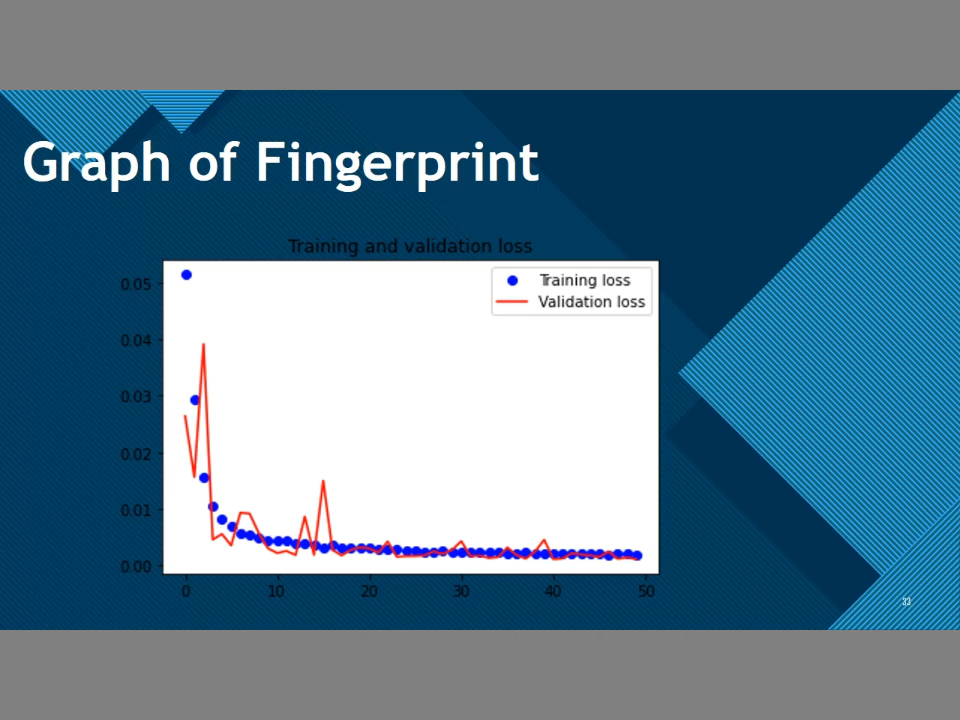 Graph of Fingerprint
Training and validation loss
Training loss
Validation loss
0.05
0.04
0.03
0.02
0.01
0.00
0 10 20 30 40 50
33